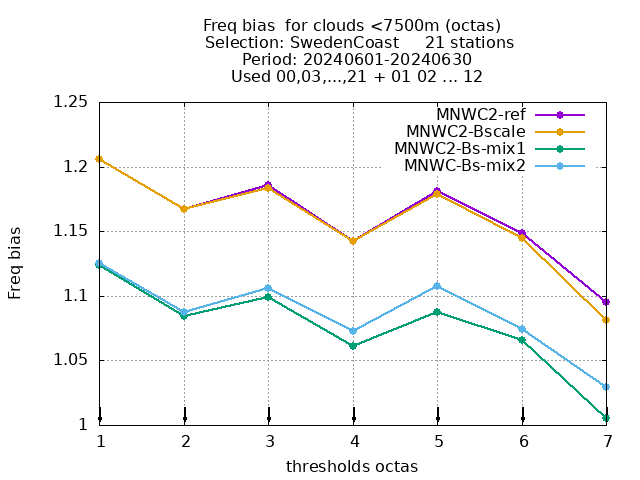 Freq bias  for clouds <7500m (octas)
Selection: SwedenCoast     21 stations
Period: 20240601-20240630
Used 00,03,...,21 + 01 02 ... 12
1.25
1.2
1.15
1.1
1.05
1
Freq bias
MNWC2-ref
MNWC2-Bscale
MNWC2-Bs-mix1
MNWC-Bs-mix2
1 2 3 4 5 6 7
thresholds octas